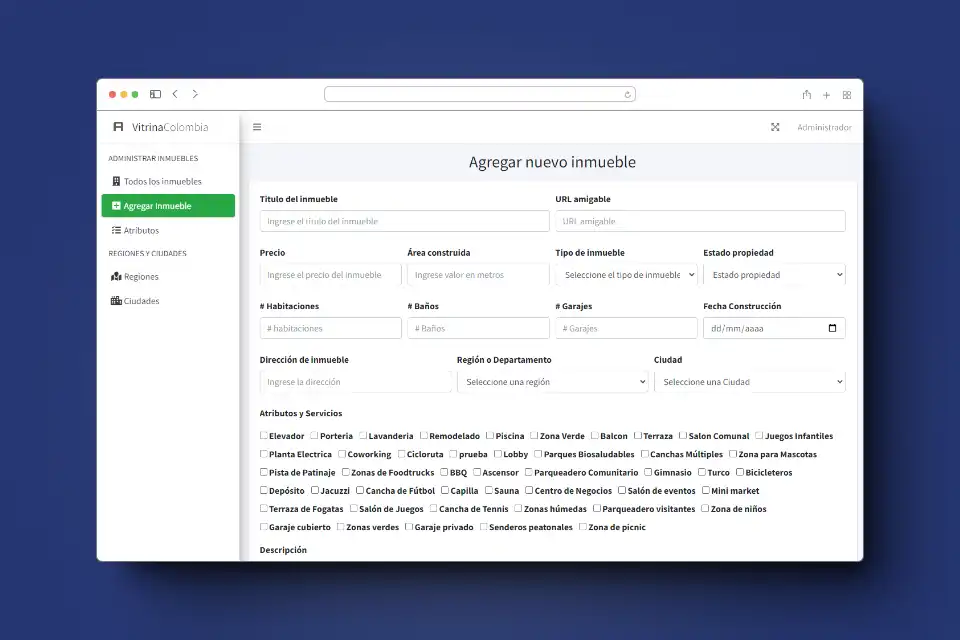 VitrinaColombia
Administrador
ADMINISTRAR INMUEBLES
Todos los inmuebles
Agregar Inmueble
Atributos
REGIONES Y CIUDADES
Regiones
Ciudades
Agregar nuevo inmueble
Titulo del inmueble URL amigable
Ingrese el título del inmueble URL amigable
Precio Área construida Tipo de inmueble Estado propiedad
Ingrese el precio del inmueble Ingrese valor en metros Seleccione el tipo de inmueble Estado propiedad
# Habitaciones # Baños # Garajes Fecha Construcción
# habitaciones # Baños # Garajes dd/mm/aaaa
Dirección de inmueble Región o Departamento Ciudad
Ingrese la dirección Seleccione una región Seleccione una Ciudad
Atributos y Servicios
Elevador Porteria Lavanderia Remodelado Piscina Zona Verde Balcon Terraza Salon Comunal Juegos Infantiles
Planta Electrica Coworking Cicloruta prueba Lobby Parques Biosaludables Canchas Múltiples Zona para Mascotas
Pista de Patinaje Zonas de Foodtrucks BBQ Ascensor Parqueadero Comunitario Gimnasio Turco Bicicleteros
Depósito Jacuzzi Cancha de Fútbol Capilla Sauna Centro de Negocios Salón de eventos Mini market
Terraza de Fogatas Salón de Juegos Cancha de Tennis Zonas húmedas Parqueadero visitantes Zona de niños
Garaje cubierto Zonas verdes Garaje privado Senderos peatonales Zona de picnic
Descripción